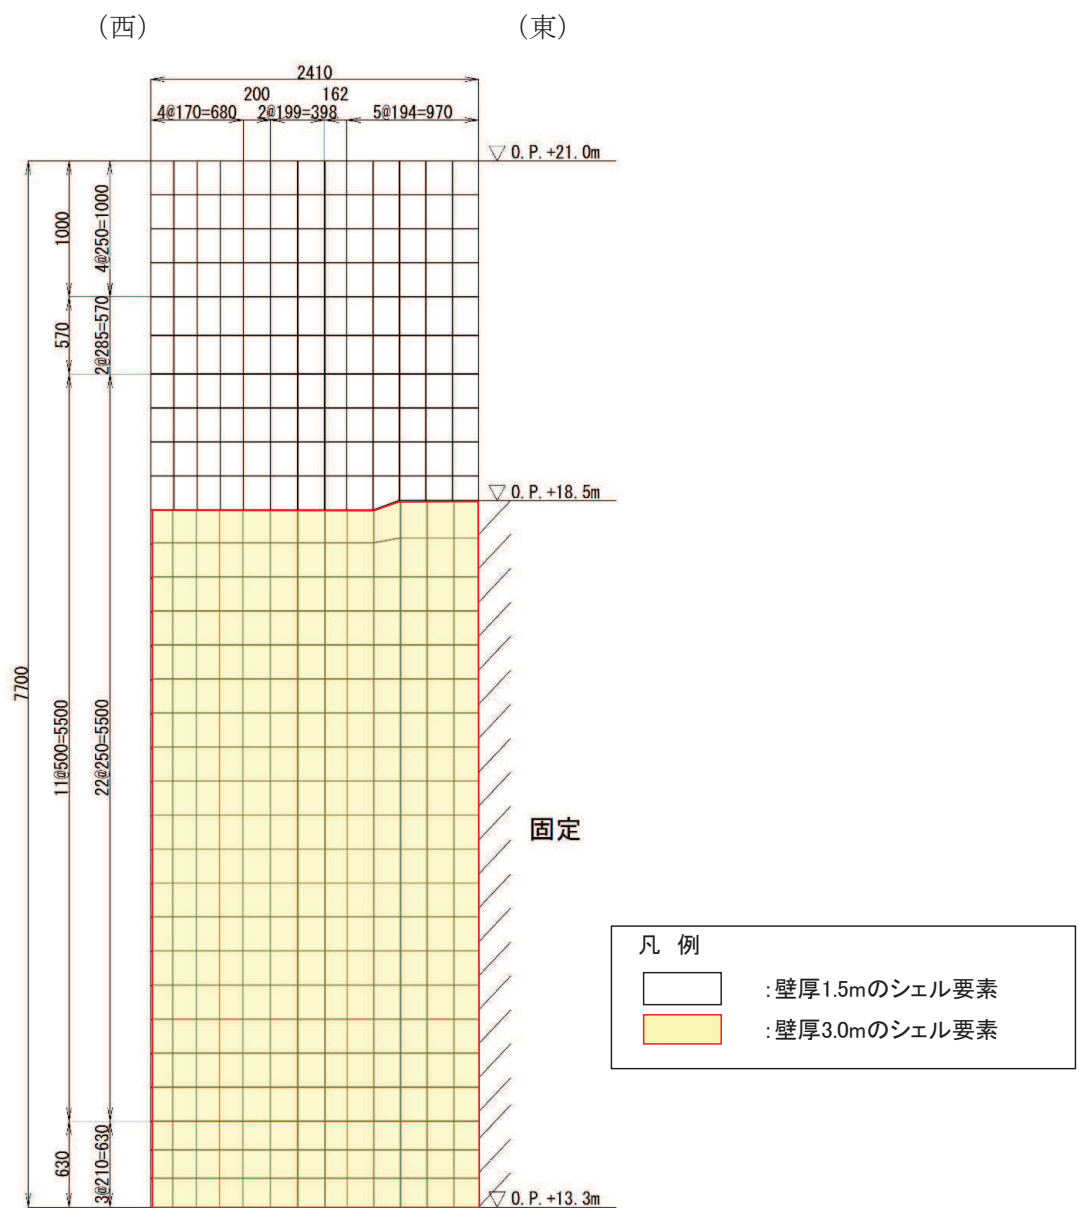 （西）
（東）
2410
200
162
4@170=680
2@199=398
5@194=970
▽ O.P.+21.0m
1000
4@250=1000
570
2@285=570
▽ O.P.+18.5m
7700
11@500=5500
22@250=5500
固定
凡 例
:壁厚1.5mのシェル要素
:壁厚3.0mのシェル要素
630
3@210=630
▽ O.P.+13.3m